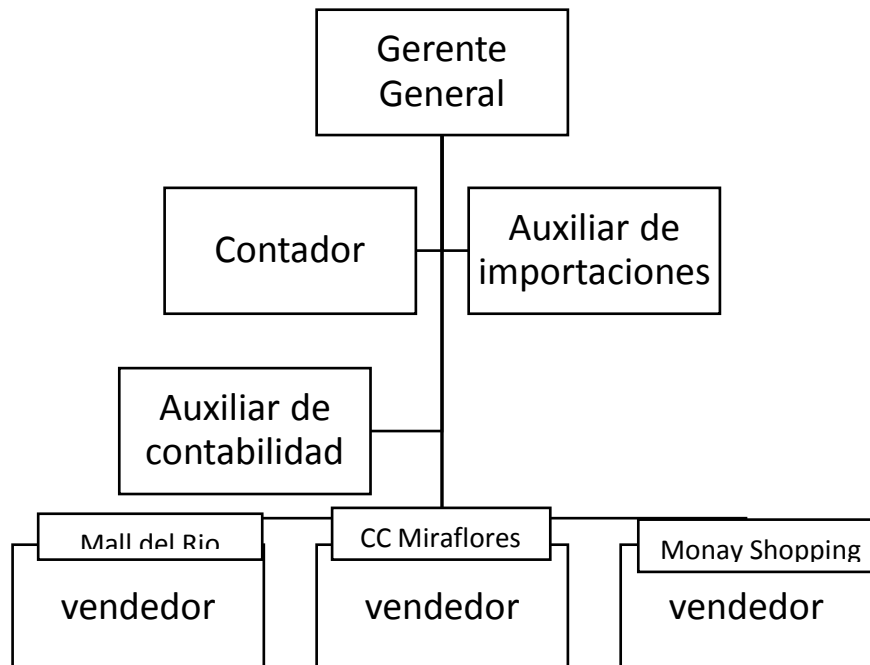 Gerente
General
Contador
Auxiliar de
importaciones
Auxiliar de
contabilidad
Mall del Rio
CC Miraflores
Monay Shopping
vendedor
vendedor
vendedor